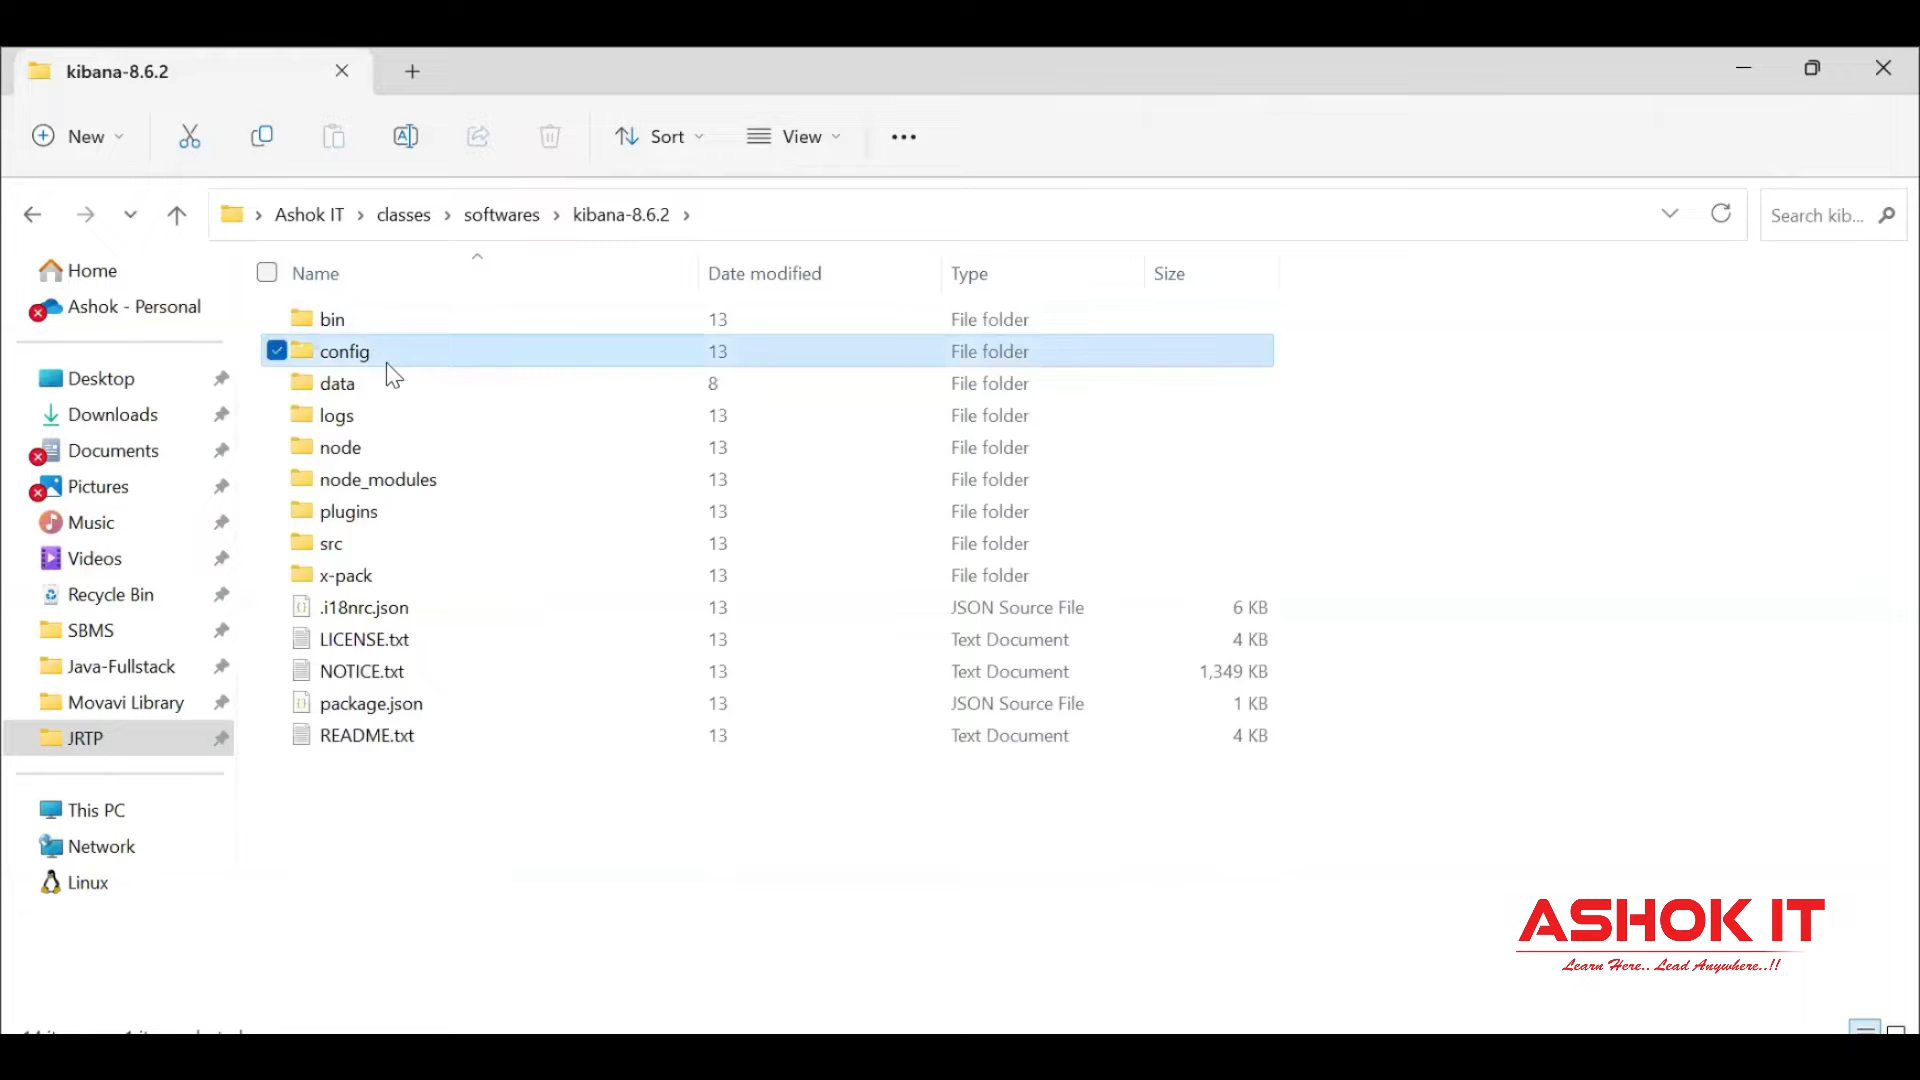 kibana-8.6.2
New
Sort
View
Ashok IT > classes > softwares > kibana-8.6.2 >
Search kib...
Home
Ashok - Personal
Desktop
Downloads
Documents
Pictures
Music
Videos
Recycle Bin
SBMS
Java-Fullstack
Movavi Library
JRTP
This PC
Network
Linux
Name Date modified Type Size
bin 13 File folder
config 13 File folder
data 8 File folder
logs 13 File folder
node 13 File folder
node_modules 13 File folder
plugins 13 File folder
src 13 File folder
x-pack 13 File folder
.i18nrc.json 13 JSON Source File 6 KB
LICENSE.txt 13 Text Document 4 KB
NOTICE.txt 13 Text Document 1,349 KB
package.json 13 JSON Source File 1 KB
README.txt 13 Text Document 4 KB
ASHOK IT
Learn Here.. Lead Anywhere..!!